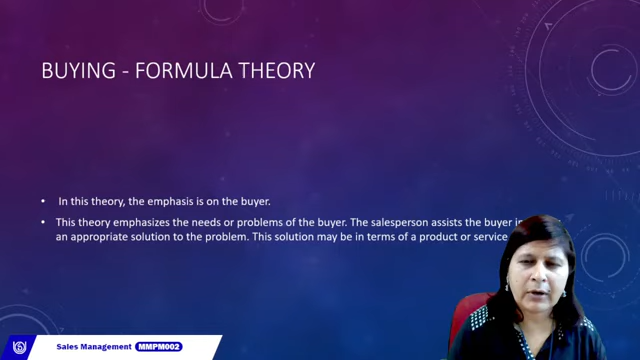 BUYING - FORMULA THEORY
• In this theory, the emphasis is on the buyer.
• This theory emphasizes the needs or problems of the buyer. The salesperson assists the buyer
an appropriate solution to the problem. This solution may be in terms of a product or service
Sales Management MMPM002